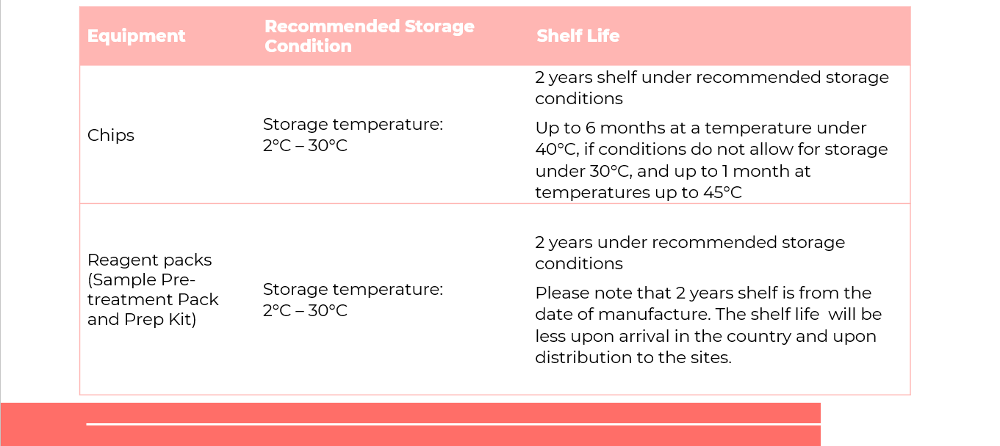 Equipment
Recommended Storage
Condition
Shelf Life
Chips
Storage temperature:
2°C – 30°C
2 years shelf under recommended storage
conditions
Up to 6 months at a temperature under
40°C, if conditions do not allow for storage
under 30°C, and up to 1 month at
temperatures up to 45°C
Reagent packs
(Sample Pre-
treatment Pack
and Prep Kit)
Storage temperature:
2°C – 30°C
2 years under recommended storage
conditions
Please note that 2 years shelf is from the
date of manufacture. The shelf life  will be
less upon arrival in the country and upon
distribution to the sites.